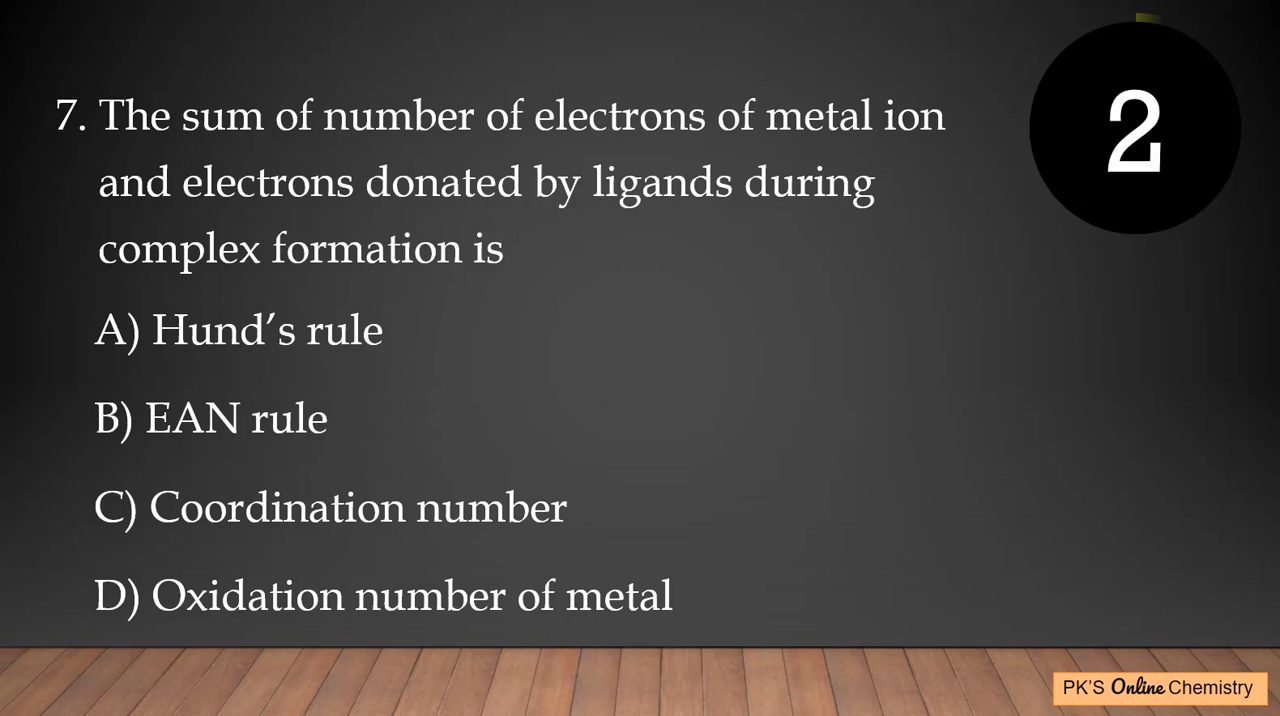 2
7. The sum of number of electrons of metal ion
and electrons donated by ligands during
complex formation is
A) Hund’s rule
B) EAN rule
C) Coordination number
D) Oxidation number of metal
PK'S Online Chemistry